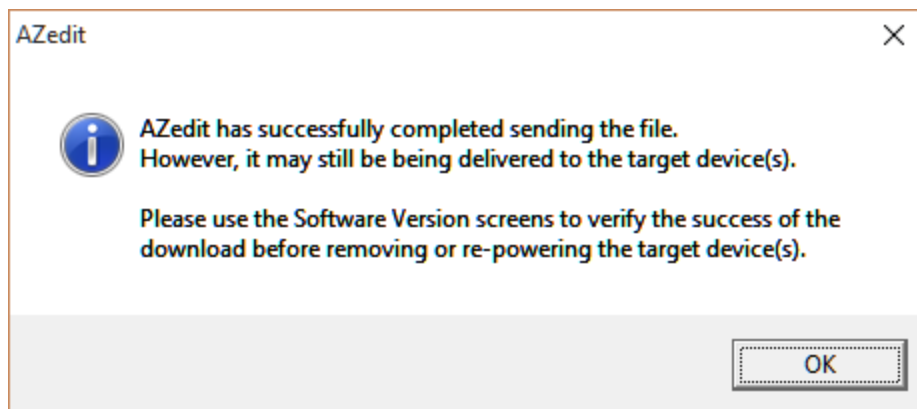 AZedit
AZedit has successfully completed sending the file.
However, it may still be being delivered to the target device(s).
Please use the Software Version screens to verify the success of the
download before removing or re-powering the target device(s).
OK